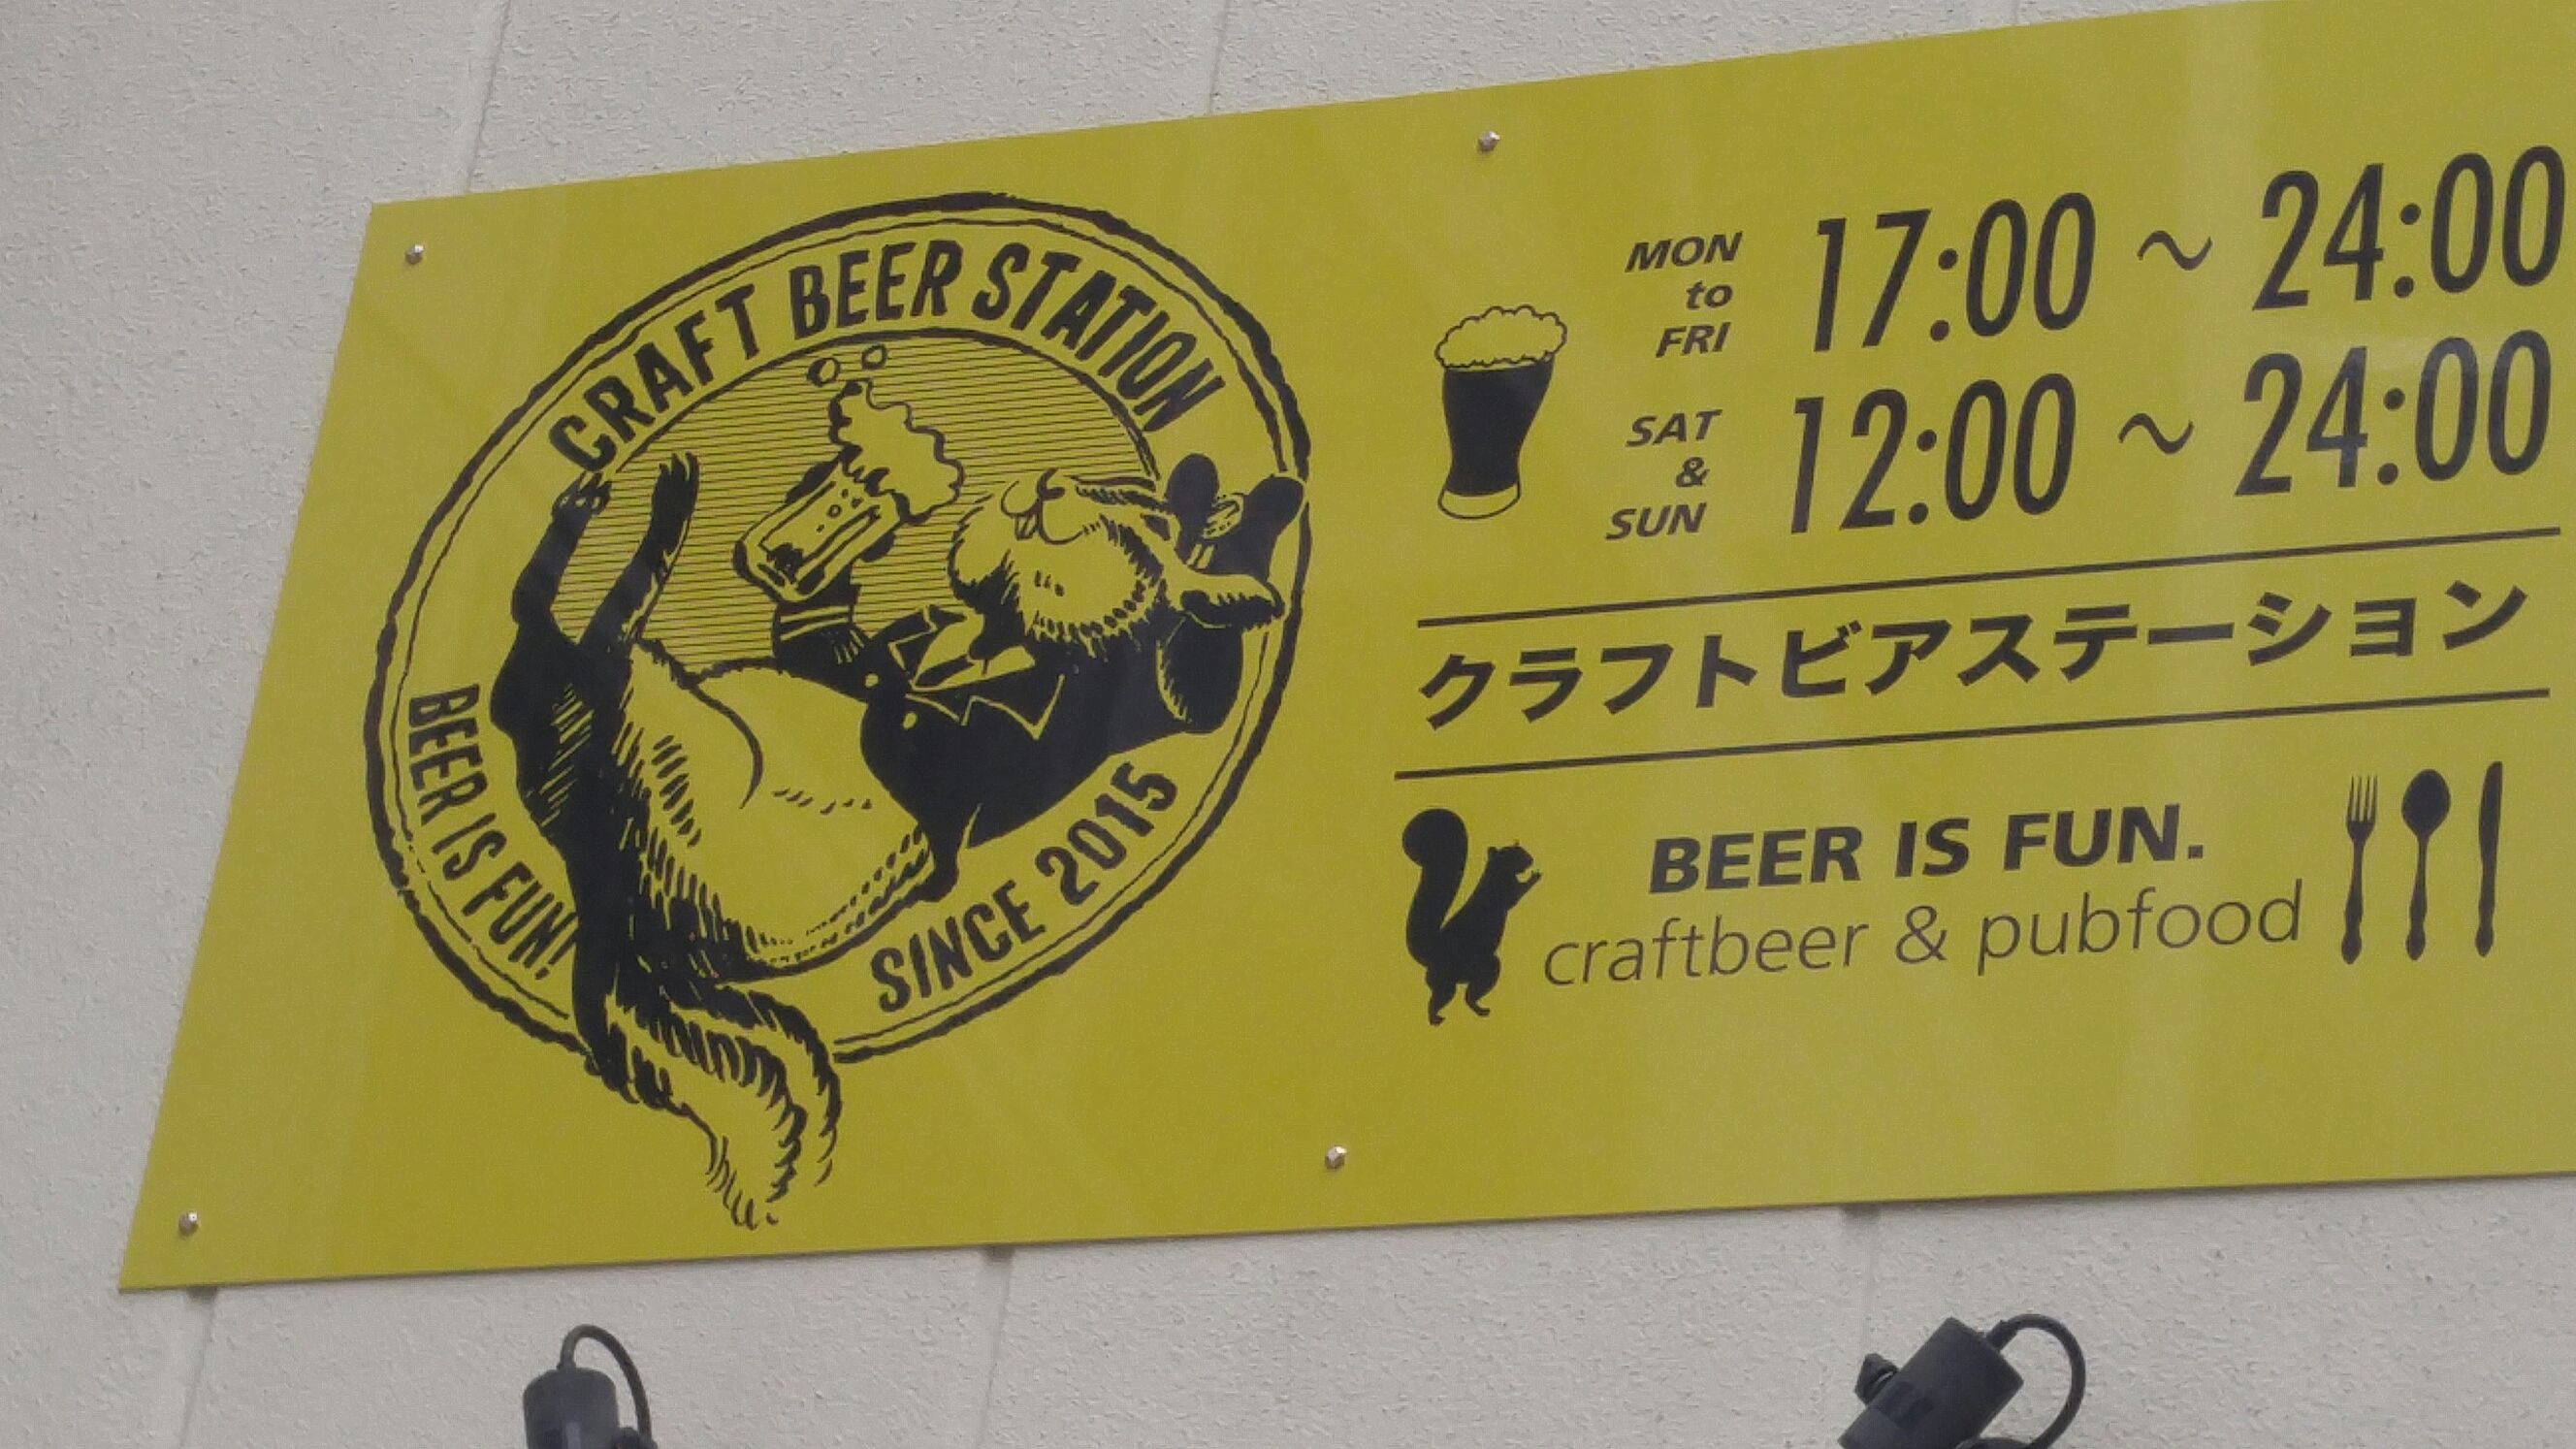 CRAFT BEER STATION
BEER IS FUN!
SINCE 2015
MON
to
FRI
17:00 ~ 24:00
SAT
&
SUN
12:00 ~ 24:00
クラフトビアステーション
BEER IS FUN.
craftbeer & pubfood